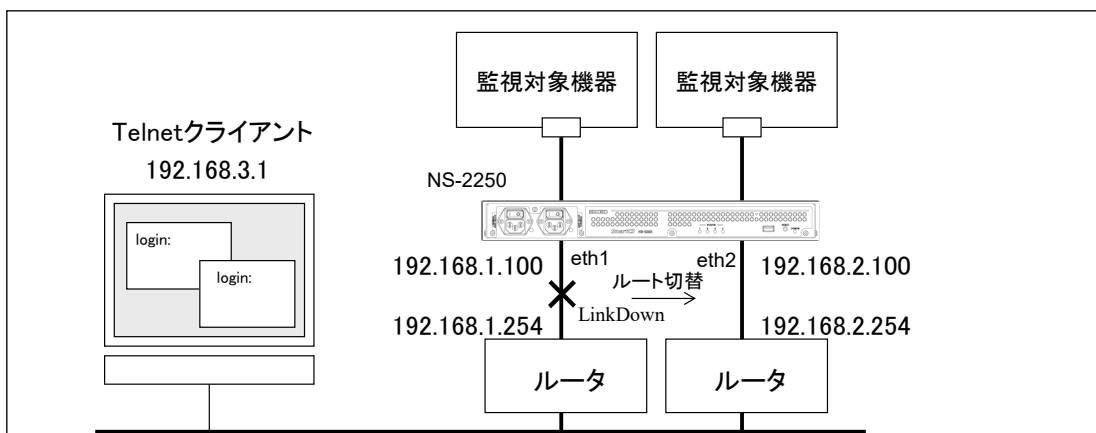 監視対象機器
監視対象機器
Telnetクライアント
192.168.3.1
NS-2250
login:
login:
192.168.1.100
eth1
eth2
192.168.2.100
ルート切替
LinkDown
192.168.1.254
192.168.2.254
ルータ
ルータ